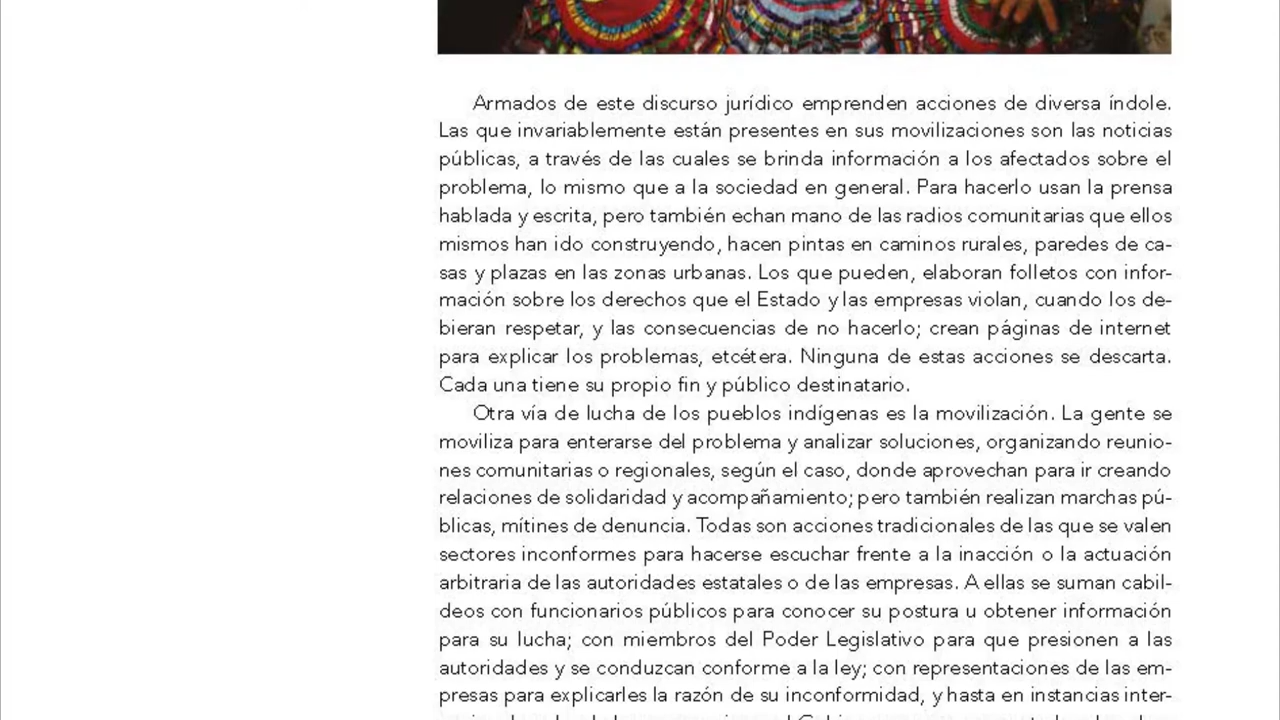 Armados de este discurso jurídico emprenden acciones de diversa índole.
Las que invariablemente están presentes en sus movilizaciones son las noticias
públicas, a través de las cuales se brinda información a los afectados sobre el
problema, lo mismo que a la sociedad en general. Para hacerlo usan la prensa
hablada y escrita, pero también echan mano de las radios comunitarias que ellos
mismos han ido construyendo, hacen pintas en caminos rurales, paredes de ca-
sas y plazas en las zonas urbanas. Los que pueden, elaboran folletos con infor-
mación sobre los derechos que el Estado y las empresas violan, cuando los de-
bieran respetar, y las consecuencias de no hacerlo; crean páginas de internet
para explicar los problemas, etcétera. Ninguna de estas acciones se descarta.
Cada una tiene su propio fin y público destinatario.
Otra vía de lucha de los pueblos indígenas es la movilización. La gente se
moviliza para enterarse del problema y analizar soluciones, organizando reunio-
nes comunitarias o regionales, según el caso, donde aprovechan para ir creando
relaciones de solidaridad y acompañamiento; pero también realizan marchas pú-
blicas, mítines de denuncia. Todas son acciones tradicionales de las que se valen
sectores inconformes para hacerse escuchar frente a la inacción o la actuación
arbitraria de las autoridades estatales o de las empresas. A ellas se suman cabil-
deos con funcionarios públicos para conocer su postura u obtener información
para su lucha; con miembros del Poder Legislativo para que presionen a las
autoridades y se conduzcan conforme a la ley; con representaciones de las em-
presas para explicarles la razón de su inconformidad, y hasta en instancias inter-